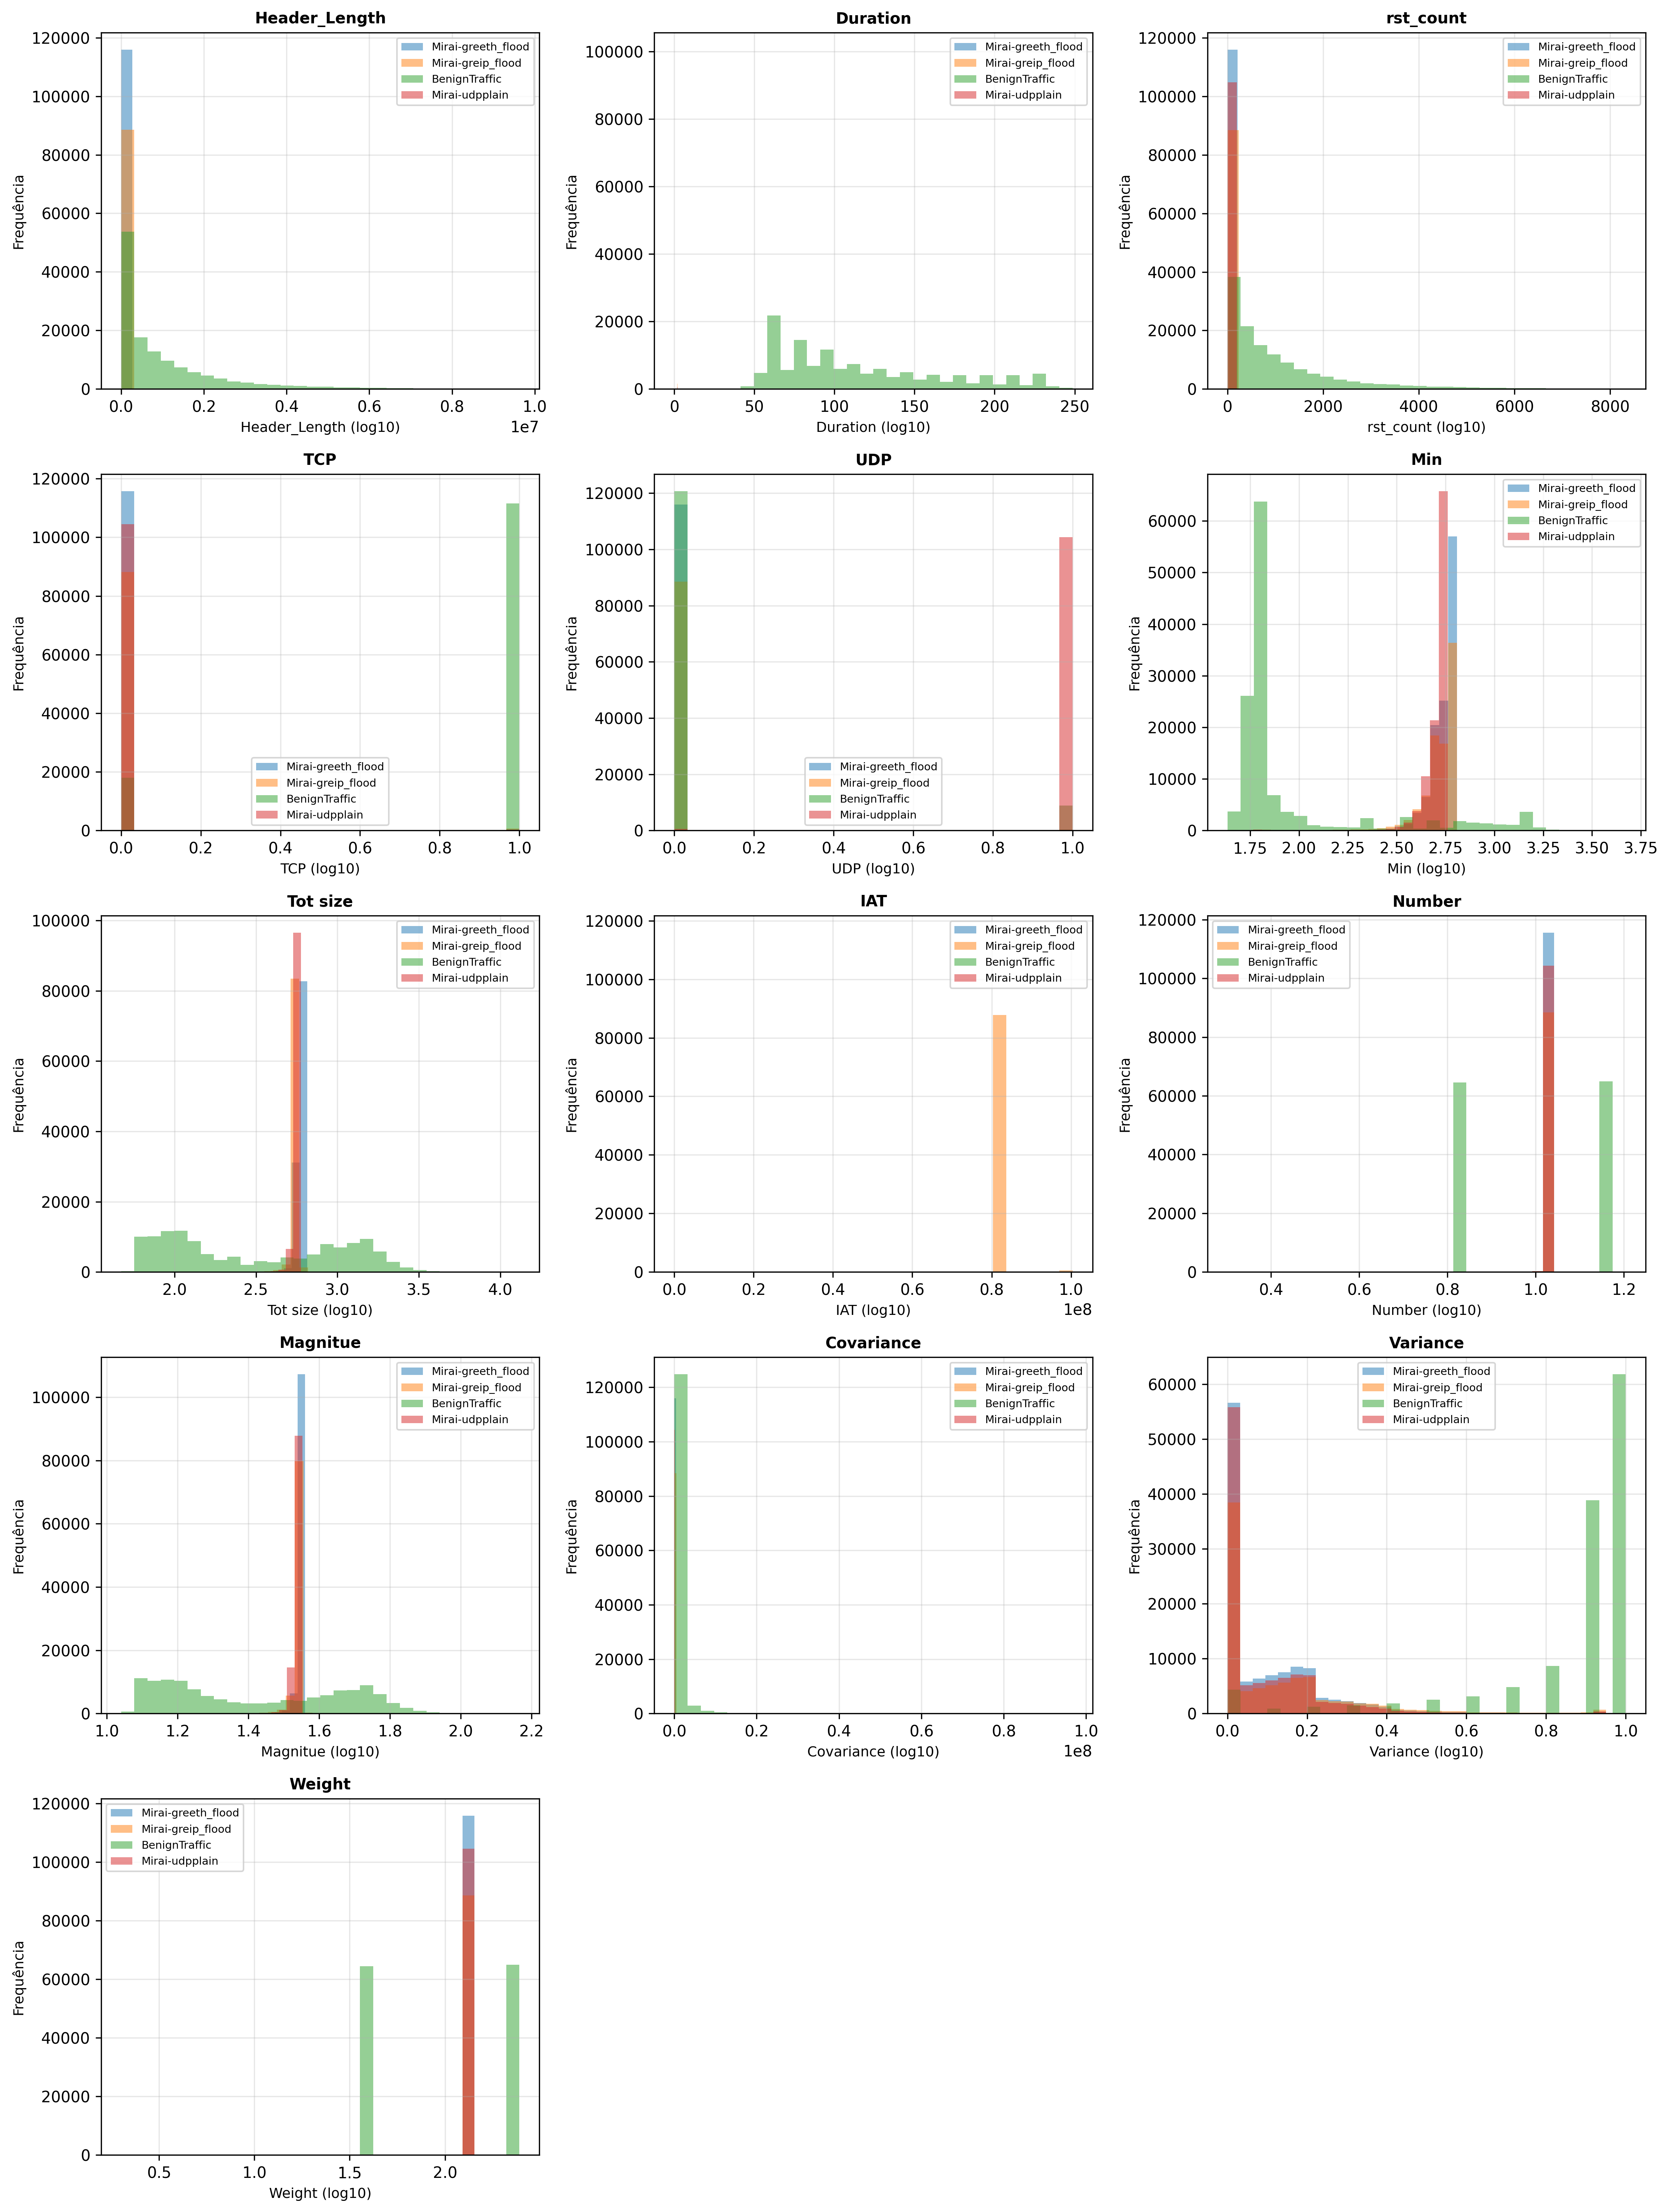 Header_Length
120000
100000
80000
60000
40000
20000
0
Frequência
Mirai-greeth_flood
Mirai-greip_flood
BenignTraffic
Mirai-udpplain
0.0 0.2 0.4 0.6 0.8 1.0
1e7
Header_Length (log10)
Duration
100000
80000
60000
40000
20000
0
Frequência
Mirai-greeth_flood
Mirai-greip_flood
BenignTraffic
Mirai-udpplain
0 50 100 150 200 250
Duration (log10)
rst_count
120000
100000
80000
60000
40000
20000
0
Frequência
Mirai-greeth_flood
Mirai-greip_flood
BenignTraffic
Mirai-udpplain
0 2000 4000 6000 8000
rst_count (log10)
TCP
120000
100000
80000
60000
40000
20000
0
Frequência
Mirai-greeth_flood
Mirai-greip_flood
BenignTraffic
Mirai-udpplain
0.0 0.2 0.4 0.6 0.8 1.0
TCP (log10)
UDP
120000
100000
80000
60000
40000
20000
0
Frequência
Mirai-greeth_flood
Mirai-greip_flood
BenignTraffic
Mirai-udpplain
0.0 0.2 0.4 0.6 0.8 1.0
UDP (log10)
Min
60000
50000
40000
30000
20000
10000
0
Frequência
Mirai-greeth_flood
Mirai-greip_flood
BenignTraffic
Mirai-udpplain
1.75 2.00 2.25 2.50 2.75 3.00 3.25 3.50 3.75
Min (log10)
Tot size
100000
80000
60000
40000
20000
0
Frequência
Mirai-greeth_flood
Mirai-greip_flood
BenignTraffic
Mirai-udpplain
2.0 2.5 3.0 3.5 4.0
Tot size (log10)
IAT
120000
100000
80000
60000
40000
20000
0
Frequência
Mirai-greeth_flood
Mirai-greip_flood
BenignTraffic
Mirai-udpplain
0.0 0.2 0.4 0.6 0.8 1.0
1e8
IAT (log10)
Number
120000
100000
80000
60000
40000
20000
0
Frequência
Mirai-greeth_flood
Mirai-greip_flood
BenignTraffic
Mirai-udpplain
0.4 0.6 0.8 1.0 1.2
Number (log10)
Magnitue
100000
80000
60000
40000
20000
0
Frequência
Mirai-greeth_flood
Mirai-greip_flood
BenignTraffic
Mirai-udpplain
1.0 1.2 1.4 1.6 1.8 2.0 2.2
Magnitue (log10)
Covariance
120000
100000
80000
60000
40000
20000
0
Frequência
Mirai-greeth_flood
Mirai-greip_flood
BenignTraffic
Mirai-udpplain
0.0 0.2 0.4 0.6 0.8 1.0
1e8
Covariance (log10)
Variance
60000
50000
40000
30000
20000
10000
0
Frequência
Mirai-greeth_flood
Mirai-greip_flood
BenignTraffic
Mirai-udpplain
0.0 0.2 0.4 0.6 0.8 1.0
Variance (log10)
Weight
120000
100000
80000
60000
40000
20000
0
Frequência
Mirai-greeth_flood
Mirai-greip_flood
BenignTraffic
Mirai-udpplain
0.5 1.0 1.5 2.0
Weight (log10)